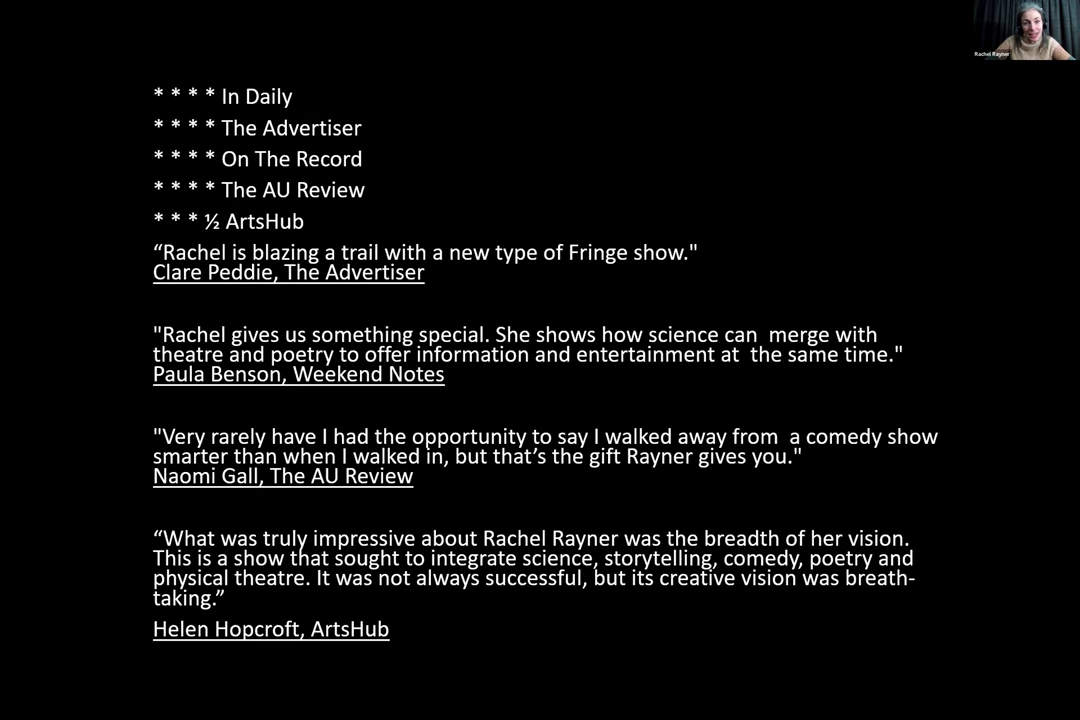 Rachel Rayner
* * * * In Daily
* * * * The Advertiser
* * * * On The Record
* * * * The AU Review
* * * ½ ArtsHub
“Rachel is blazing a trail with a new type of Fringe show."
Clare Peddie, The Advertiser
"Rachel gives us something special. She shows how science can  merge with
theatre and poetry to offer information and entertainment at  the same time."
Paula Benson, Weekend Notes
"Very rarely have I had the opportunity to say I walked away from  a comedy show
smarter than when I walked in, but that’s the gift Rayner gives you."
Naomi Gall, The AU Review
“What was truly impressive about Rachel Rayner was the breadth of her vision.
This is a show that sought to integrate science, storytelling, comedy, poetry and
physical theatre. It was not always successful, but its creative vision was breath-
taking.”
Helen Hopcroft, ArtsHub